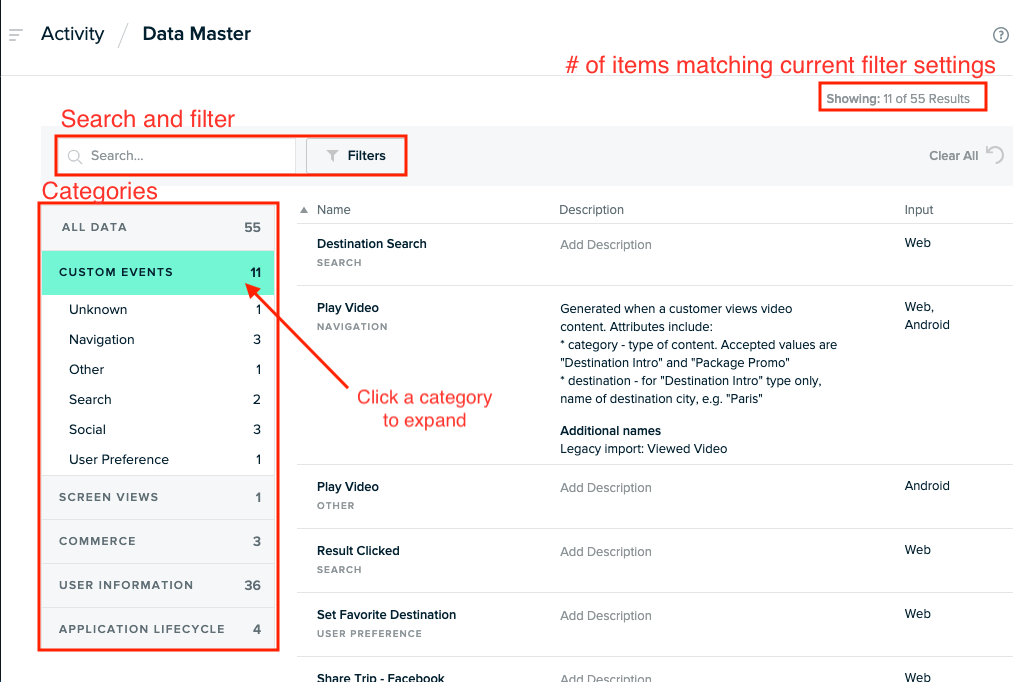 Activity / Data Master
?
# of items matching current filter settings
Showing: 11 of 55 Results
Search and filter
Search...
Filters
Clear All
Categories
ALL DATA 55
CUSTOM EVENTS 11
Unknown 1
Navigation 3
Other 1
Search 2
Social 3
User Preference 1
SCREEN VIEWS 1
COMMERCE 3
USER INFORMATION 36
APPLICATION LIFECYCLE 4
Click a category
to expand
Name Description Input
Destination Search Add Description Web
SEARCH
Play Video
NAVIGATION
Generated when a customer views video
content. Attributes include:
* category - type of content. Accepted values are
"Destination Intro" and "Package Promo"
* destination - for "Destination Intro" type only,
name of destination city, e.g. "Paris"
Additional names
Legacy import: Viewed Video
Web,
Android
Play Video Add Description Android
OTHER
Result Clicked Add Description Web
SEARCH
Set Favorite Destination Add Description Web
USER PREFERENCE
Share Trip - Facebook Add Description Web